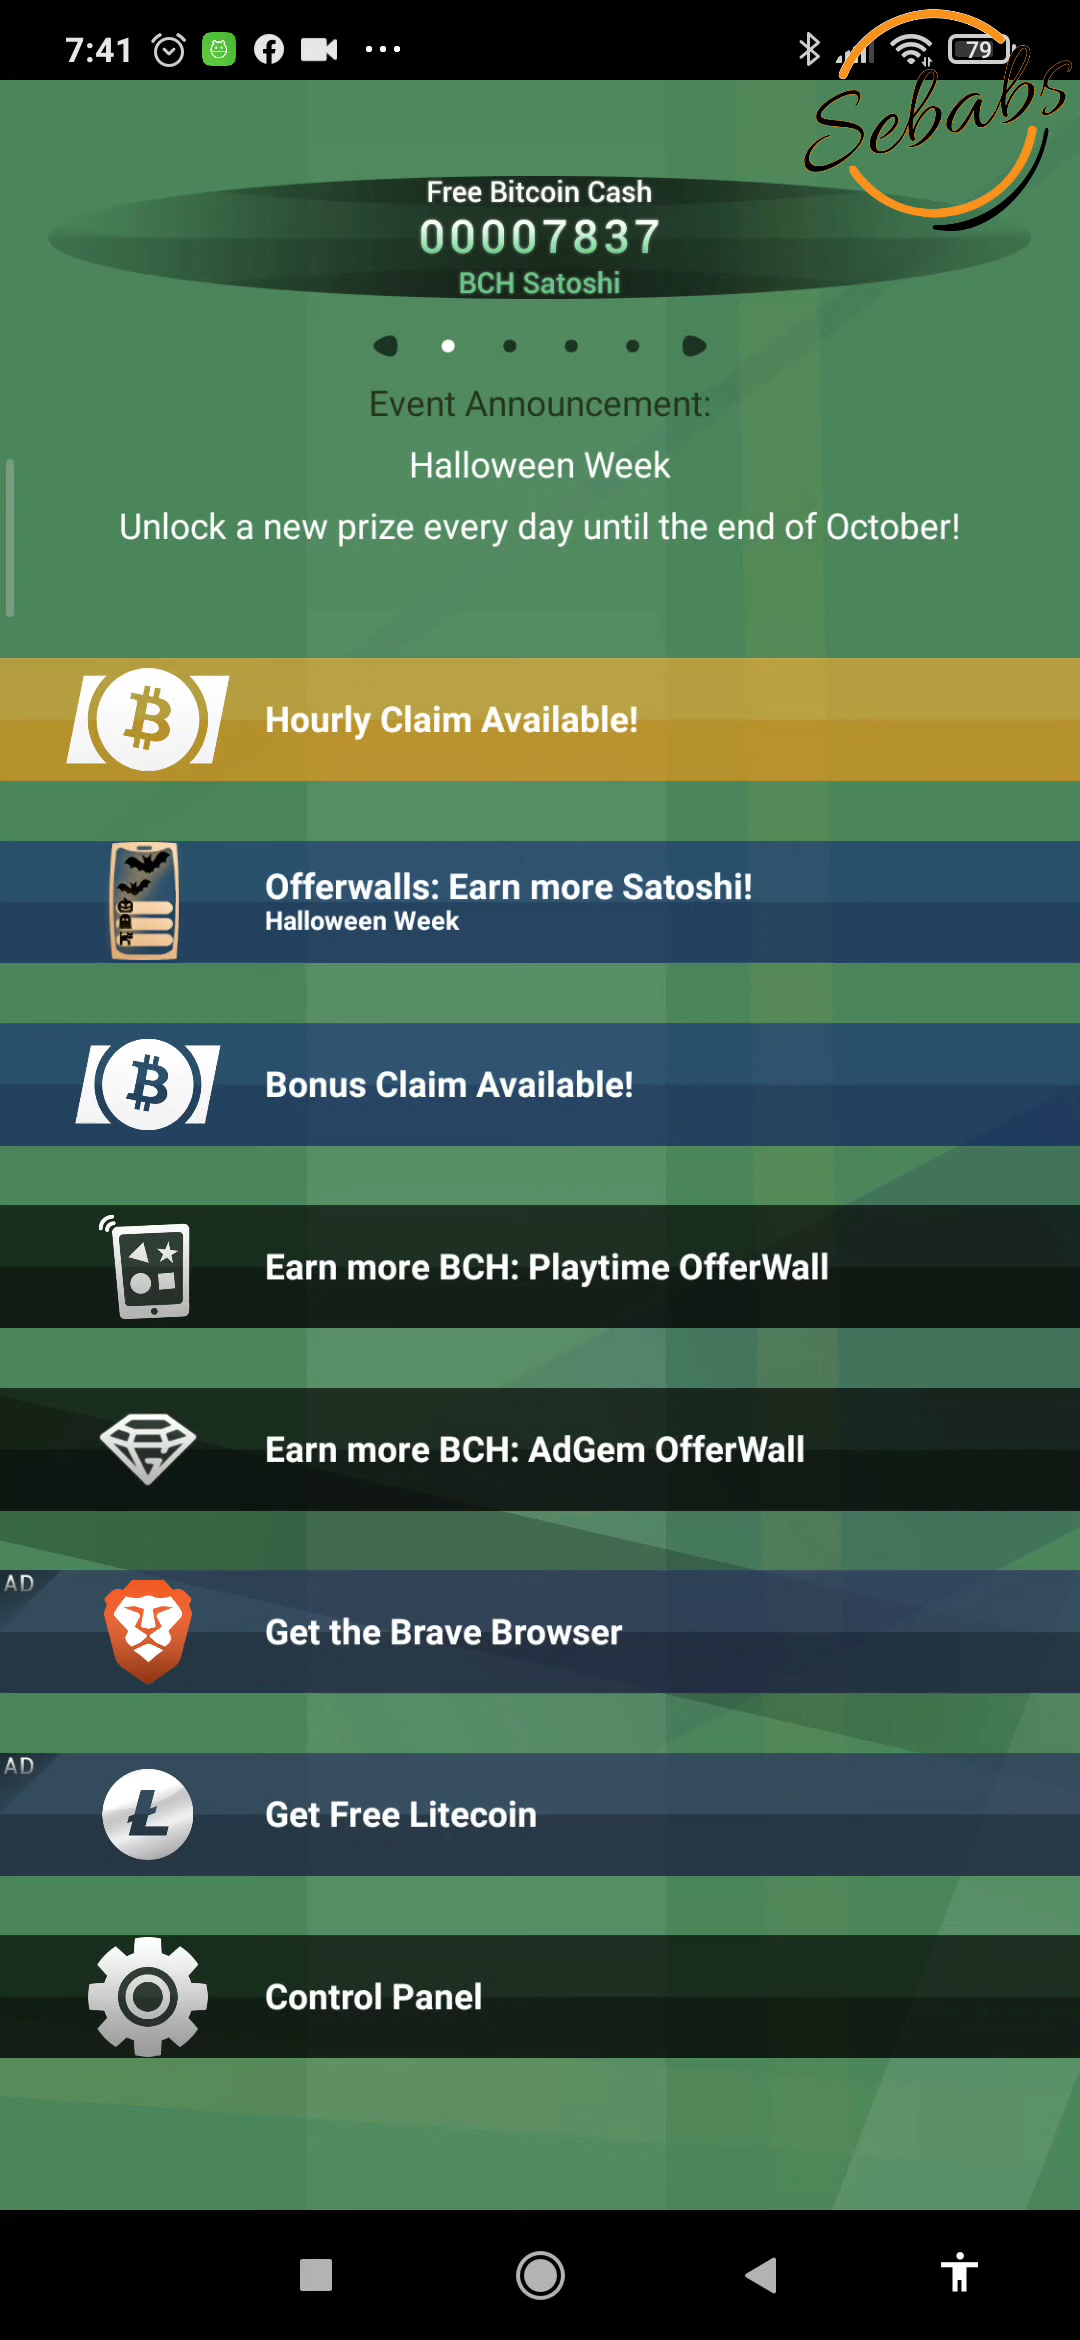 7:41
79
Sebabs
Free Bitcoin Cash
00007837
BCH Satoshi
Event Announcement:
Halloween Week
Unlock a new prize every day until the end of October!
Hourly Claim Available!
Offerwalls: Earn more Satoshi!
Halloween Week
Bonus Claim Available!
Earn more BCH: Playtime OfferWall
Earn more BCH: AdGem OfferWall
AD
Get the Brave Browser
AD
Get Free Litecoin
Control Panel